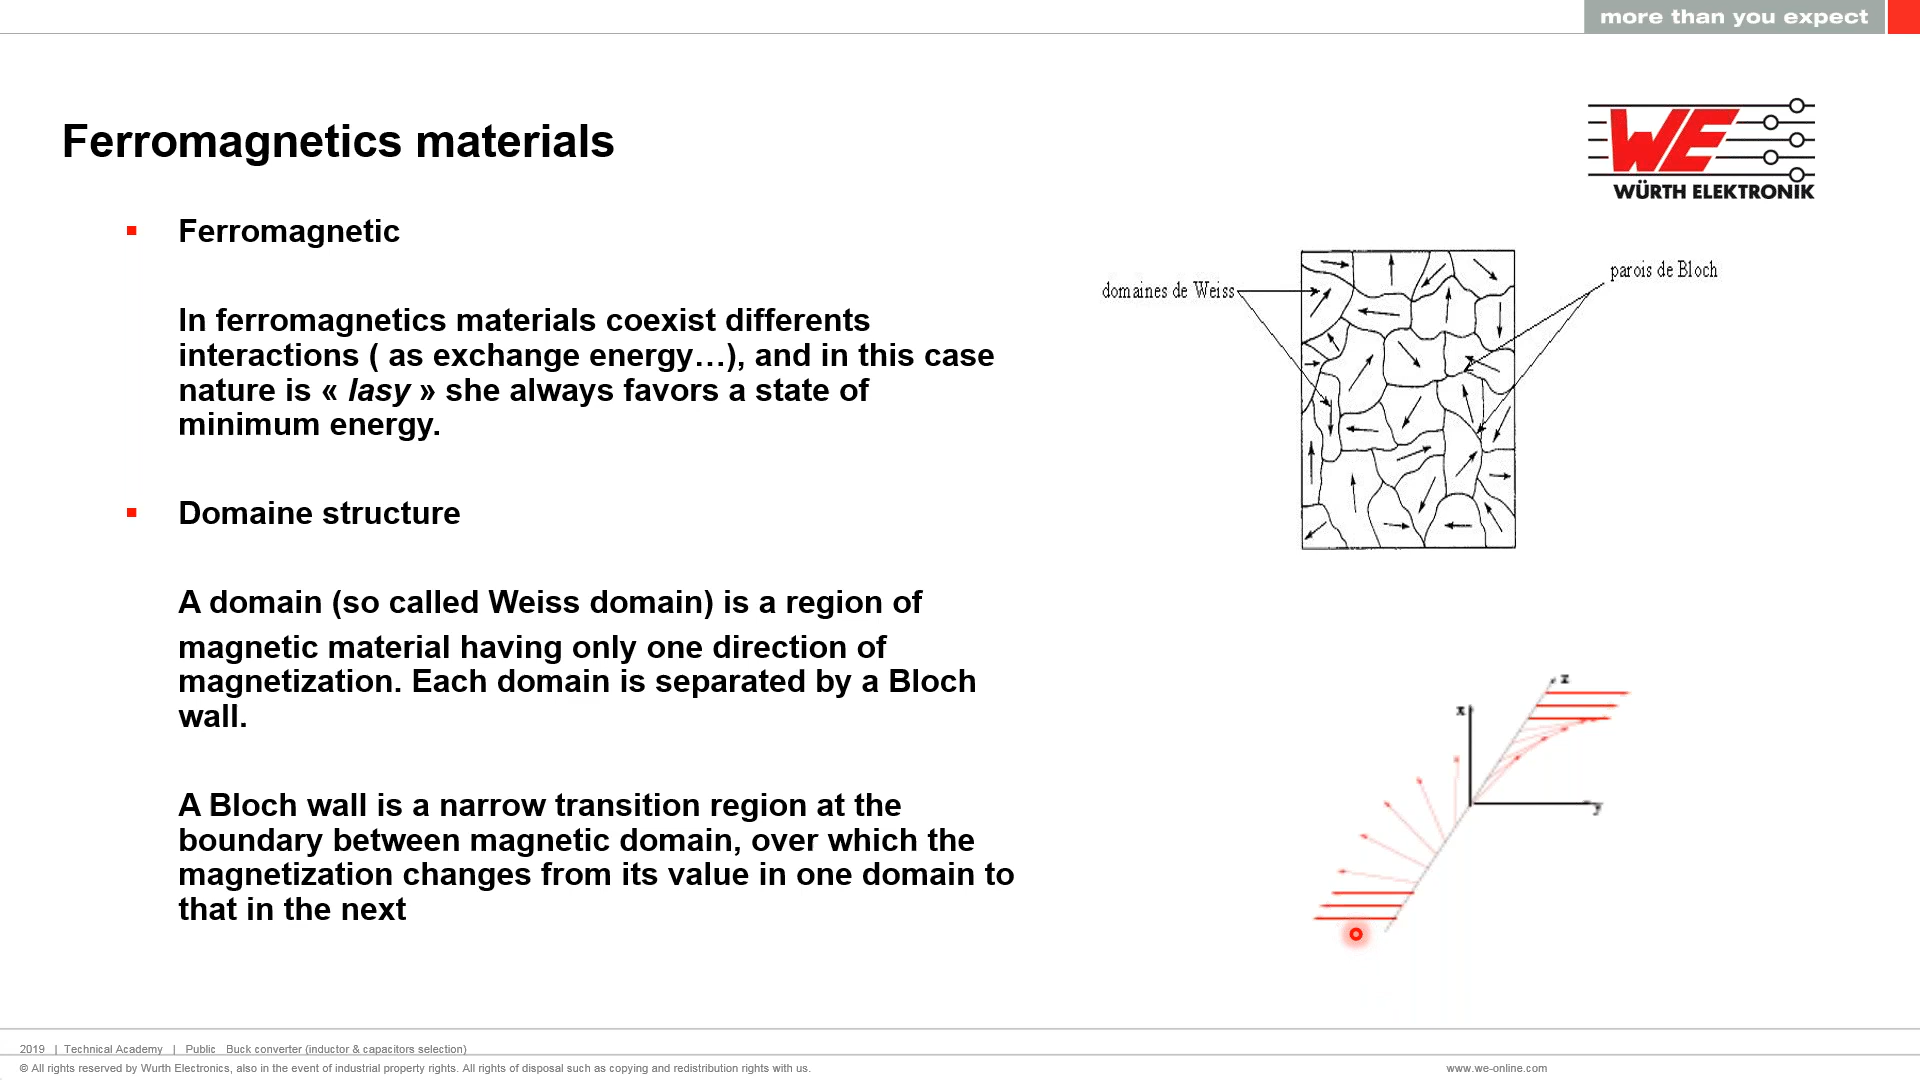 more than you expect
WE
WÜRTH ELEKTRONIK
Ferromagnetics materials
Ferromagnetic
In ferromagnetics materials coexist differents
interactions ( as exchange energy…), and in this case
nature is « lasy » she always favors a state of
minimum energy.
Domaine structure
A domain (so called Weiss domain) is a region of
magnetic material having only one direction of
magnetization. Each domain is separated by a Bloch
wall.
A Bloch wall is a narrow transition region at the
boundary between magnetic domain, over which the
magnetization changes from its value in one domain to
that in the next
domaines de Weiss
parois de Bloch
z
x
y
2019 | Technical Academy | Public Buck converter (inductor & capacitors selection)
© All rights reserved by Wurth Electronics, also in the event of industrial property rights. All rights of disposal such as copying and redistribution rights with us.
www.we-online.com